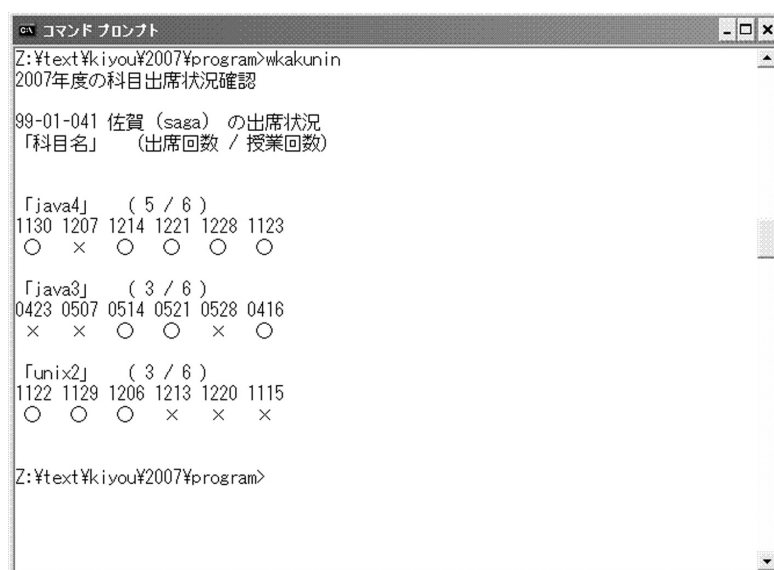 コマンド プロンプト
Z:¥text¥kiyou¥2007¥program>wkakunin
2007年度の科目出席状況確認
99-01-041 佐賀 (saga) の出席状況
「科目名」 (出席回数 / 授業回数)
「java4」 ( 5 / 6 )
1130 1207 1214 1221 1228 1123
○ × ○ ○ ○ ○
「java3」 ( 3 / 6 )
0423 0507 0514 0521 0528 0416
× × ○ ○ × ○
「unix2」 ( 3 / 6 )
1122 1129 1206 1213 1220 1115
○ ○ ○ × × ×
Z:¥text¥kiyou¥2007¥program>